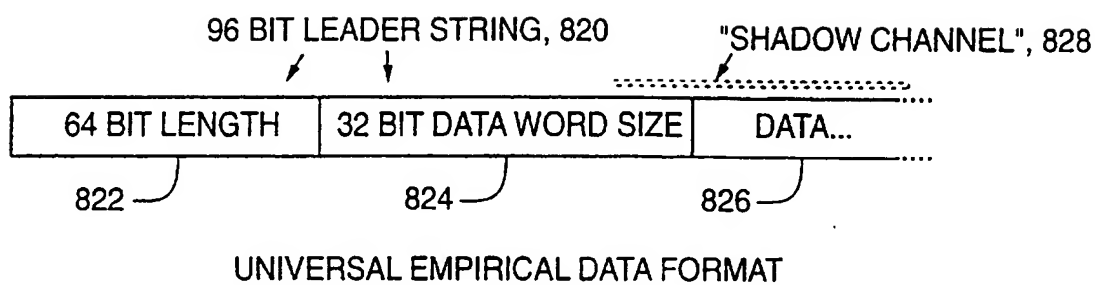 96 BIT LEADER STRING, 820
"SHADOW CHANNEL", 828
64 BIT LENGTH
32 BIT DATA WORD SIZE
DATA...
822
824
826
UNIVERSAL EMPIRICAL DATA FORMAT